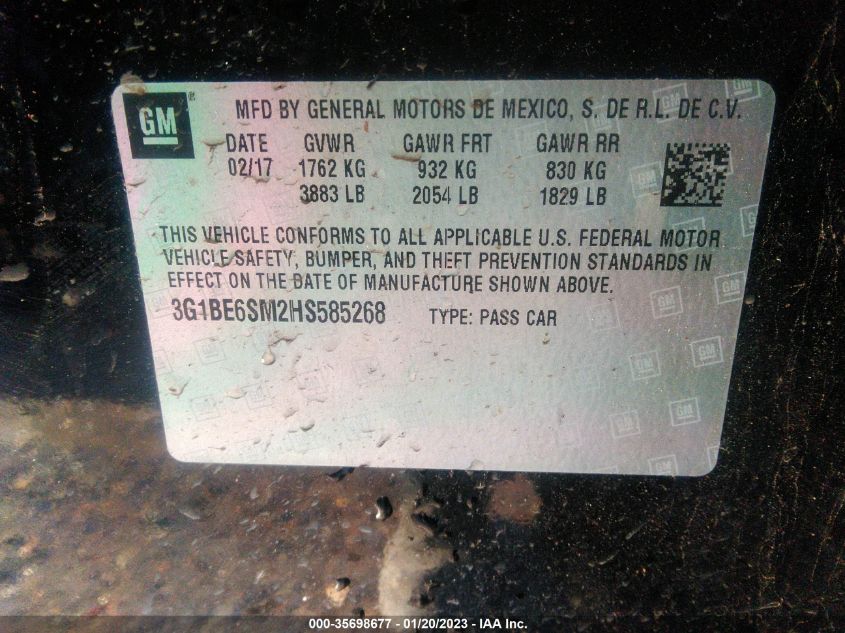 GM ® MFD BY GENERAL MOTORS DE MEXICO, S. DE R.L. DE C.V.
DATE GVWR GAWR FRT GAWR RR
02/17 1762 KG 932 KG 830 KG
3883 LB 2054 LB 1829 LB
THIS VEHICLE CONFORMS TO ALL APPLICABLE U.S. FEDERAL MOTOR
VEHICLE SAFETY, BUMPER, AND THEFT PREVENTION STANDARDS IN
EFFECT ON THE DATE OF MANUFACTURE SHOWN ABOVE.
3G1BE6SM2HS585268 TYPE: PASS CAR
000-35698677 - 01/20/2023 - IAA Inc.